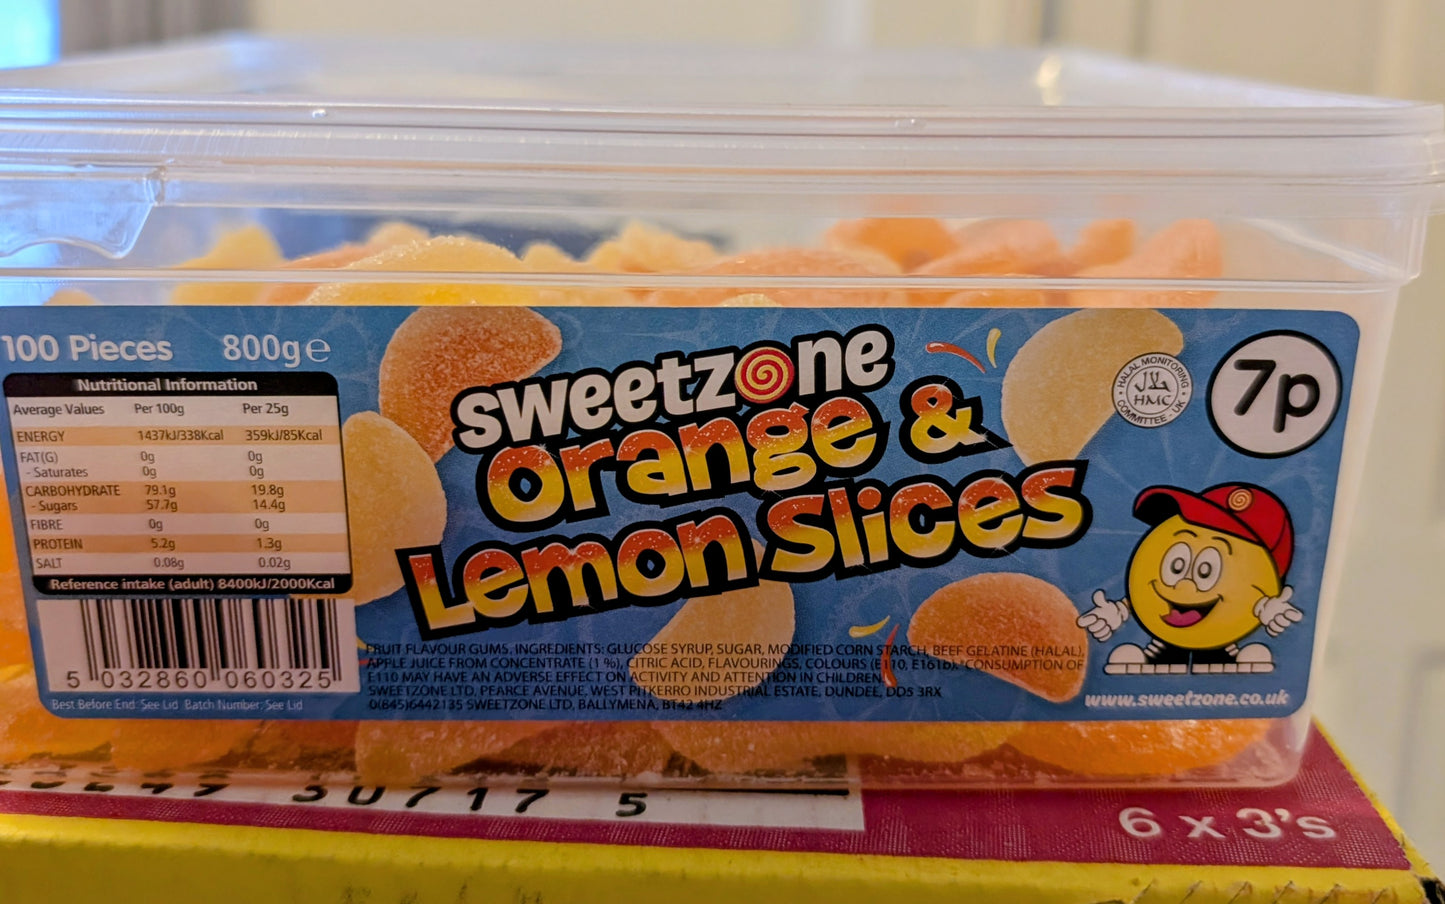 100 Pieces 800g e
Nutritional Information
Average Values Per 100g Per 25g
ENERGY 1437kJ/338Kcal 359kJ/85Kcal
FAT(G) 0g 0g
- Saturates 0g 0g
CARBOHYDRATE 79.1g 19.8g
- Sugars 57.7g 14.4g
FIBRE 0g 0g
PROTEIN 5.2g 1.3g
SALT 0.08g 0.02g
Reference intake (adult) 8400kJ/2000Kcal
5 032860 060325
Best Before End: See Lid Batch Number: See Lid
sweetzone
Orange &
Lemon Slices
FRUIT FLAVOUR GUMS. INGREDIENTS: GLUCOSE SYRUP, SUGAR, MODIFIED CORN STARCH, BEEF GELATINE (HALAL),
APPLE JUICE FROM CONCENTRATE (1 %), CITRIC ACID, FLAVOURINGS, COLOURS (E110, E161b). *CONSUMPTION OF
E110 MAY HAVE AN ADVERSE EFFECT ON ACTIVITY AND ATTENTION IN CHILDREN.
SWEETZONE LTD, PEARCE AVENUE, WEST PITKERRO INDUSTRIAL ESTATE, DUNDEE, DD5 3RX
0(845)6442135 SWEETZONE LTD, BALLYMENA, BT42 4HZ
HALAL MONITORING
حلال
HMC
COMMITTEE - UK
7p
www.sweetzone.co.uk
30717 5
6 x 3's